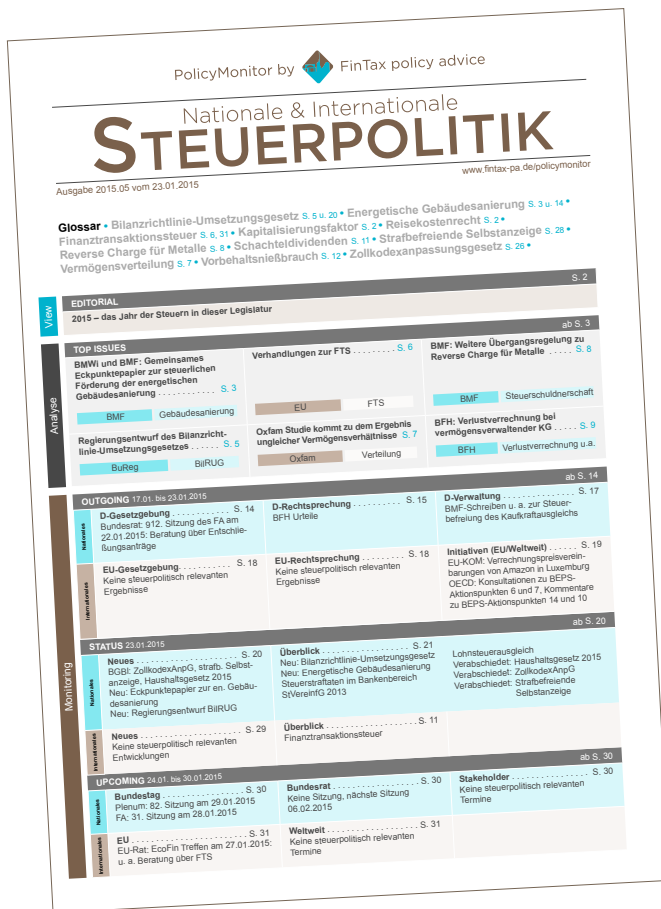 PolicyMonitor by FinTax policy advice
Nationale & Internationale
STEUERPOLITIK
Ausgabe 2015.05 vom 23.01.2015
www.fintax-pa.de/policymonitor
Glossar • Bilanzrichtlinie-Umsetzungsgesetz S. 5 u. 20 • Energetische Gebäudesanierung S. 3 u. 14 •
Finanztransaktionssteuer S. 6, 31 • Kapitalisierungsfaktor S. 2 • Reisekostenrecht S. 2 •
Reverse Charge für Metalle S. 8 • Schachteldividenden S. 11 • Strafbefreiende Selbstanzeige S. 28 •
Vermögensverteilung S. 7 • Vorbehaltsnießbrauch S. 12 • Zollkodexanpassungsgesetz S. 26 •
View
EDITORIAL S. 2
2015 – das Jahr der Steuern in dieser Legislatur
Analyse
TOP ISSUES ab S. 3
BMWi und BMF: Gemeinsames
Eckpunktepapier zur steuerlichen
Förderung der energetischen
Gebäudesanierung . . . . . . . . . . . . S. 3
BMF Gebäudesanierung
Verhandlungen zur FTS . . . . . . . . . S. 6
EU FTS
BMF: Weitere Übergangsregelung zu
Reverse Charge für Metalle . . . . . S. 8
BMF Steuerschuldnerschaft
Regierungsentwurf des Bilanzricht-
linie-Umsetzungsgesetzes . . . . . . S. 5
BuReg BilRUG
Oxfam Studie kommt zu dem Ergebnis
ungleicher Vermögensverhältnisse S. 7
Oxfam Verteilung
BFH: Verlustverrechnung bei
vermögensverwaltender KG . . . . . S. 9
BFH Verlustverrechnung u.a.
Monitoring
OUTGOING 17.01. bis 23.01.2015 ab S. 14
Nationales
D-Gesetzgebung . . . . . . . . . . . . . . S. 14
Bundesrat: 912. Sitzung des FA am
22.01.2015: Beratung über Entschlie-
ßungsanträge
D-Rechtsprechung . . . . . . . . . . . . S. 15
BFH Urteile
D-Verwaltung . . . . . . . . . . . . . . . . S. 17
BMF-Schreiben u. a. zur Steuer-
befreiung des Kaufkraftausgleichs
Internationales
EU-Gesetzgebung. . . . . . . . . . . . S. 18
Keine steuerpolitisch relevanten
Ergebnisse
EU-Rechtsprechung . . . . . . . . . . S. 18
Keine steuerpolitisch relevanten
Ergebnisse
Initiativen (EU/Weltweit) . . . . . . S. 19
EU-KOM: Verrechnungspreisverein-
barungen von Amazon in Luxemburg
OECD: Konsultationen zu BEPS-
Aktionspunkten 6 und 7, Kommentare
zu BEPS-Aktionspunkten 14 und 10
STATUS 23.01.2015 ab S. 20
Nationales
Neues . . . . . . . . . . . . . . . . . . . . . S. 20
BGBl: ZollkodexAnpG, strafb. Selbst-
anzeige, Haushaltsgesetz 2015
Neu: Eckpunktepapier zur en. Gebäu-
desanierung
Neu: Regierungsentwurf BilRUG
Überblick . . . . . . . . . . . . . . . . . . . S. 21
Neu: Bilanzrichtlinie-Umsetzungsgesetz
Neu: Energetische Gebäudesanierung
Steuerstraftaten im Bankenbereich
StVereinfG 2013
Lohnsteuerausgleich
Verabschiedet: Haushaltsgesetz 2015
Verabschiedet: ZollkodexAnpG
Verabschiedet: Strafbefreiende
Selbstanzeige
Internationales
Neues . . . . . . . . . . . . . . . . . . . . . S. 29
Keine steuerpolitisch relevanten
Entwicklungen
Überblick . . . . . . . . . . . . . . . . . . . S. 11
Finanztransaktionssteuer
UPCOMING 24.01. bis 30.01.2015 ab S. 30
Nationales
Bundestag . . . . . . . . . . . . . . . . . . S. 30
Plenum: 82. Sitzung am 29.01.2015
FA: 31. Sitzung am 28.01.2015
Bundesrat . . . . . . . . . . . . . . . . . . S. 30
Keine Sitzung, nächste Sitzung
06.02.2015
Stakeholder . . . . . . . . . . . . . . . . S. 30
Keine steuerpolitisch relevanten
Termine
Internationales
EU . . . . . . . . . . . . . . . . . . . . . . . . S. 31
EU-Rat: EcoFin Treffen am 27.01.2015:
u. a. Beratung über FTS
Weltweit . . . . . . . . . . . . . . . . . . . S. 31
Keine steuerpolitisch relevanten
Termine